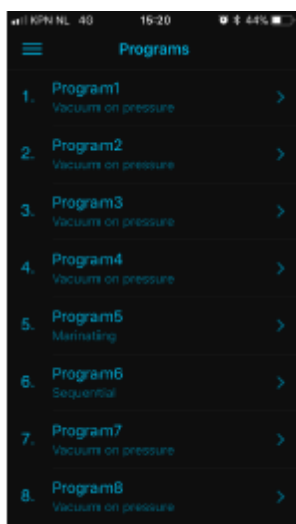 KPN NL 4G 15:20 44%
Programs
1. Program1
Vacuum on pressure
2. Program2
Vacuum on pressure
3. Program3
Vacuum on pressure
4. Program4
Vacuum on pressure
5. Program5
Marinating
6. Program6
Sequential
7. Program7
Vacuum on pressure
8. Program8
Vacuum on pressure